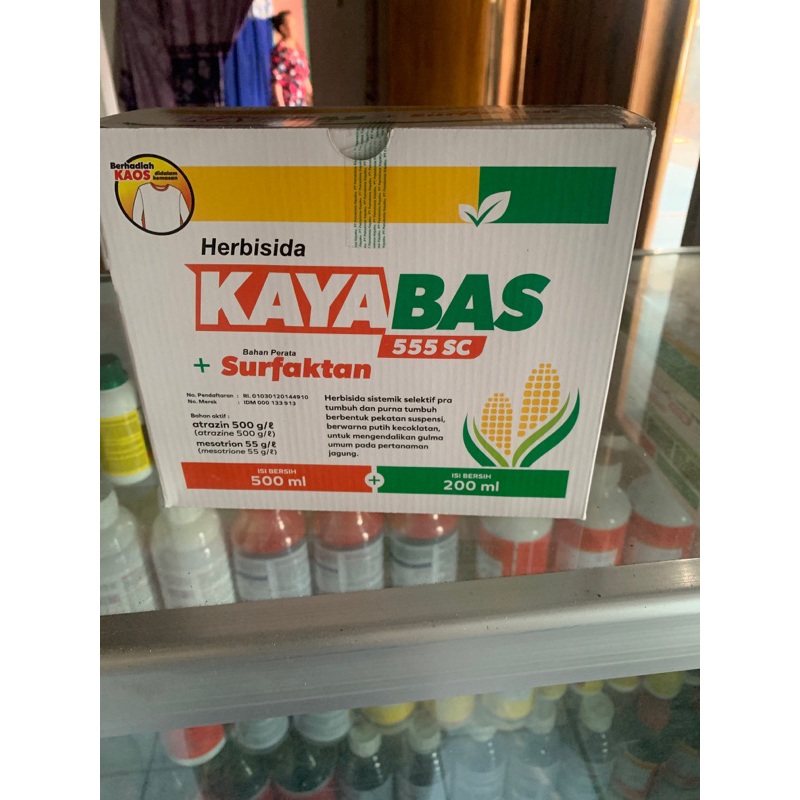 Berhadiah
KAOS didalam
kemasan
Herbisida
KAYABAS
555 SC
Bahan Perata
+ Surfaktan
No. Pendaftaran : RI. 01030120144910
No. Merek : IDM 000 133 913
Bahan aktif :
atrazin 500 g/ℓ
(atrazine 500 g/ℓ)
mesotrion 55 g/ℓ
(mesotrione 55 g/ℓ)
Herbisida sistemik selektif pra
tumbuh dan purna tumbuh
berbentuk pekatan suspensi,
berwarna putih kecoklatan,
untuk mengendalikan gulma
umum pada pertanaman
jagung.
ISI BERSIH
500 ml
+
ISI BERSIH
200 ml